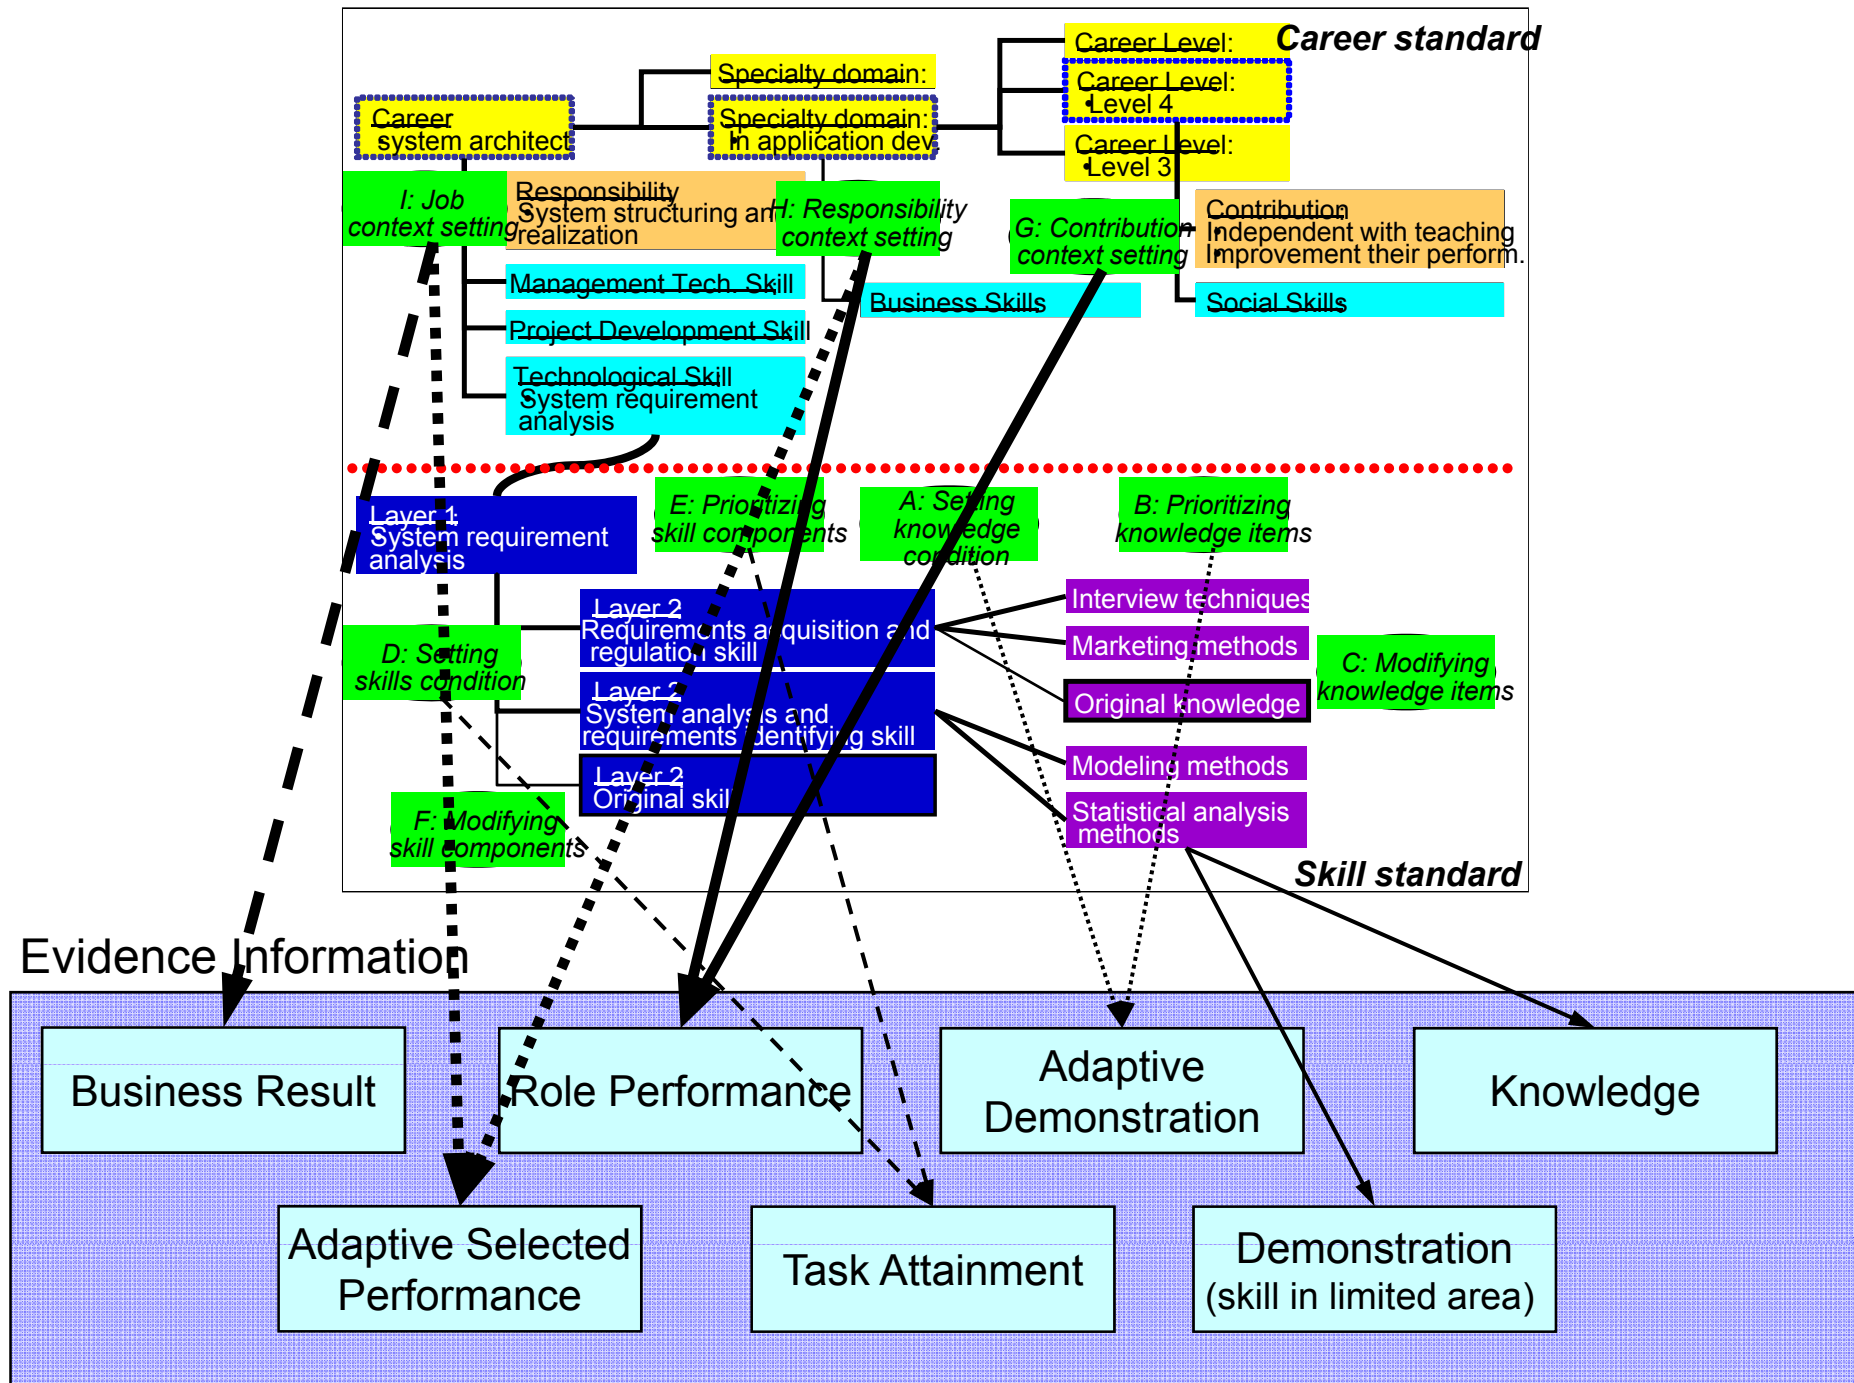 Career standard
Career Level:
Specialty domain:
Career Level:
•Level 4
Career
•system architect
Specialty domain:
•In application dev.
Career Level:
•Level 3
I: Job
context setting
Responsibility
•System structuring an
realization
H: Responsibility
context setting
G: Contribution
context setting
Contribution
•Independent with teaching
•Improvement their perform.
Management Tech. Skill
Business Skills
Social Skills
Project Development Skill
Technological Skill
•System requirement
analysis
Layer 1:
•System requirement
analysis
E: Prioritizing
skill components
A: Setting
knowledge
condition
B: Prioritizing
knowledge items
Layer 2
Requirements acquisition and
regulation skill
Interview techniques
Marketing methods
D: Setting
skills condition
C: Modifying
knowledge items
Layer 2
System analysis and
requirements identifying skill
Original knowledge
Modeling methods
Layer 2
Original skill
Statistical analysis
methods
F: Modifying
skill components
Skill standard
Evidence Information
Business Result
Role Performance
Adaptive
Demonstration
Knowledge
Adaptive Selected
Performance
Task Attainment
Demonstration
(skill in limited area)